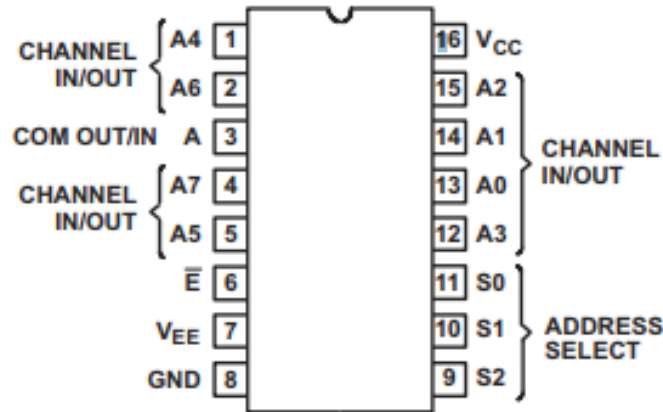 CHANNEL
IN/OUT
A4 1
A6 2
COM OUT/IN A 3
CHANNEL
IN/OUT
A7 4
A5 5
E̅ 6
VEE 7
GND 8
16 VCC
15 A2
14 A1
13 A0
12 A3
CHANNEL
IN/OUT
11 S0
10 S1
9 S2
ADDRESS
SELECT